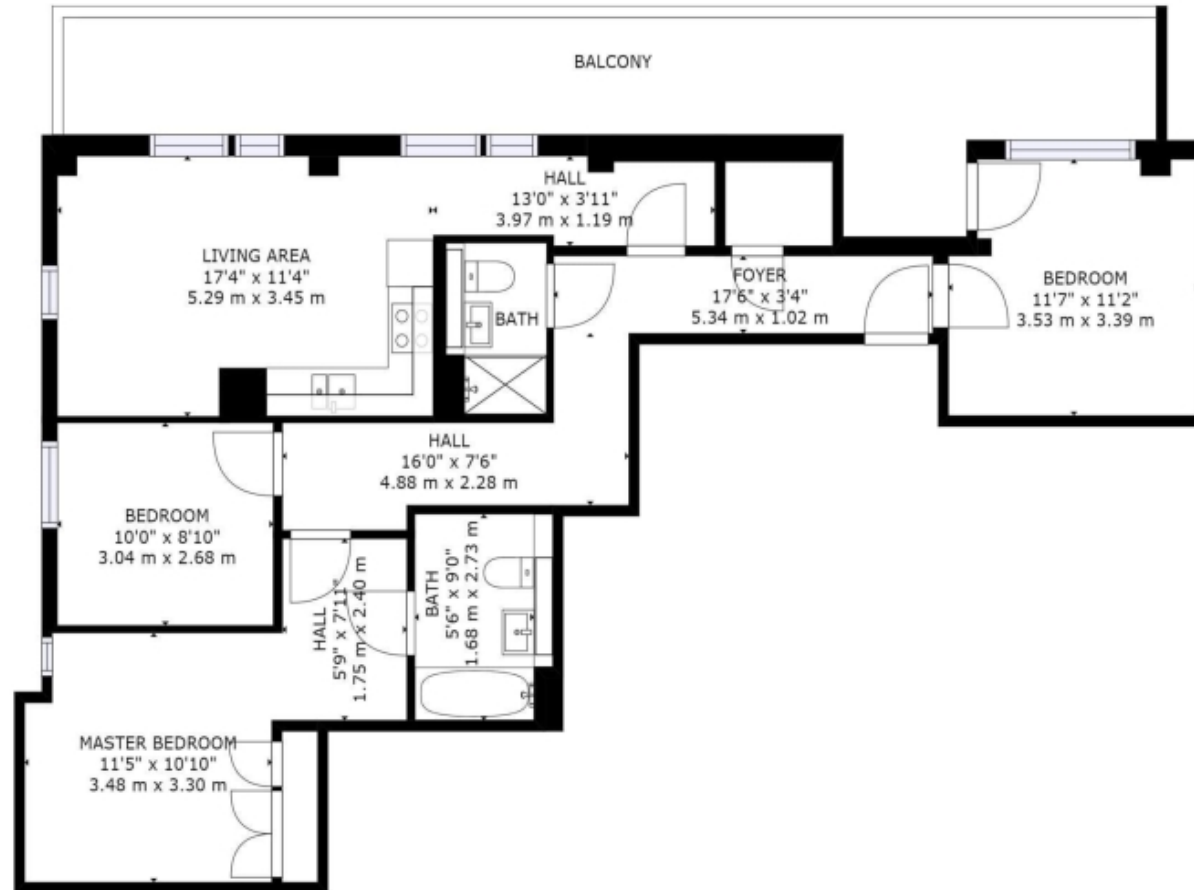 BALCONY
HALL
13'0" x 3'11"
3.97 m x 1.19 m
LIVING AREA
17'4" x 11'4"
5.29 m x 3.45 m
FOYER
17'6" x 3'4"
5.34 m x 1.02 m
BEDROOM
11'7" x 11'2"
3.53 m x 3.39 m
BATH
HALL
16'0" x 7'6"
4.88 m x 2.28 m
BEDROOM
10'0" x 8'10"
3.04 m x 2.68 m
HALL
5'9" x 7'11"
1.75 m x 2.40 m
BATH
5'6" x 9'0"
1.68 m x 2.73 m
MASTER BEDROOM
11'5" x 10'10"
3.48 m x 3.30 m